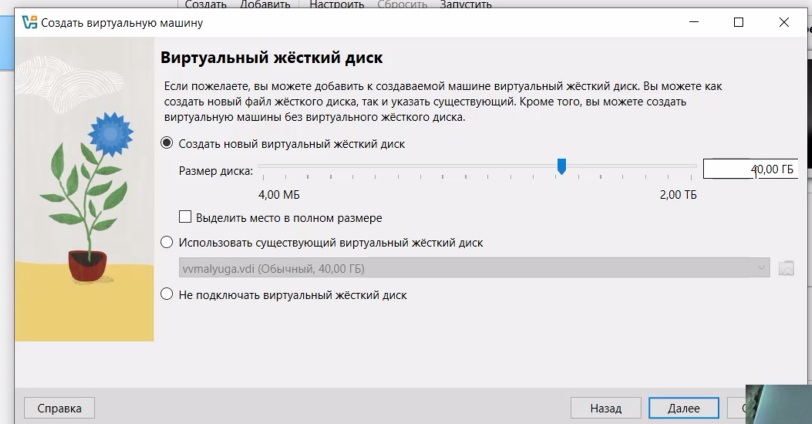 Создать Добавить Настроить Сбросить Запустить
Создать виртуальную машину
Виртуальный жёсткий диск
Если пожелаете, вы можете добавить к создаваемой машине виртуальный жёсткий диск. Вы можете как
создать новый файл жёсткого диска, так и указать существующий. Кроме того, вы можете создать
виртуальную машины без виртуального жёсткого диска.
Создать новый виртуальный жёсткий диск
Размер диска: 40,00 ГБ
4,00 МБ 2,00 ТБ
Выделить место в полном размере
Использовать существующий виртуальный жёсткий диск
vvmalyuga.vdi (Обычный, 40,00 ГБ)
Не подключать виртуальный жёсткий диск
Справка Назад Далее